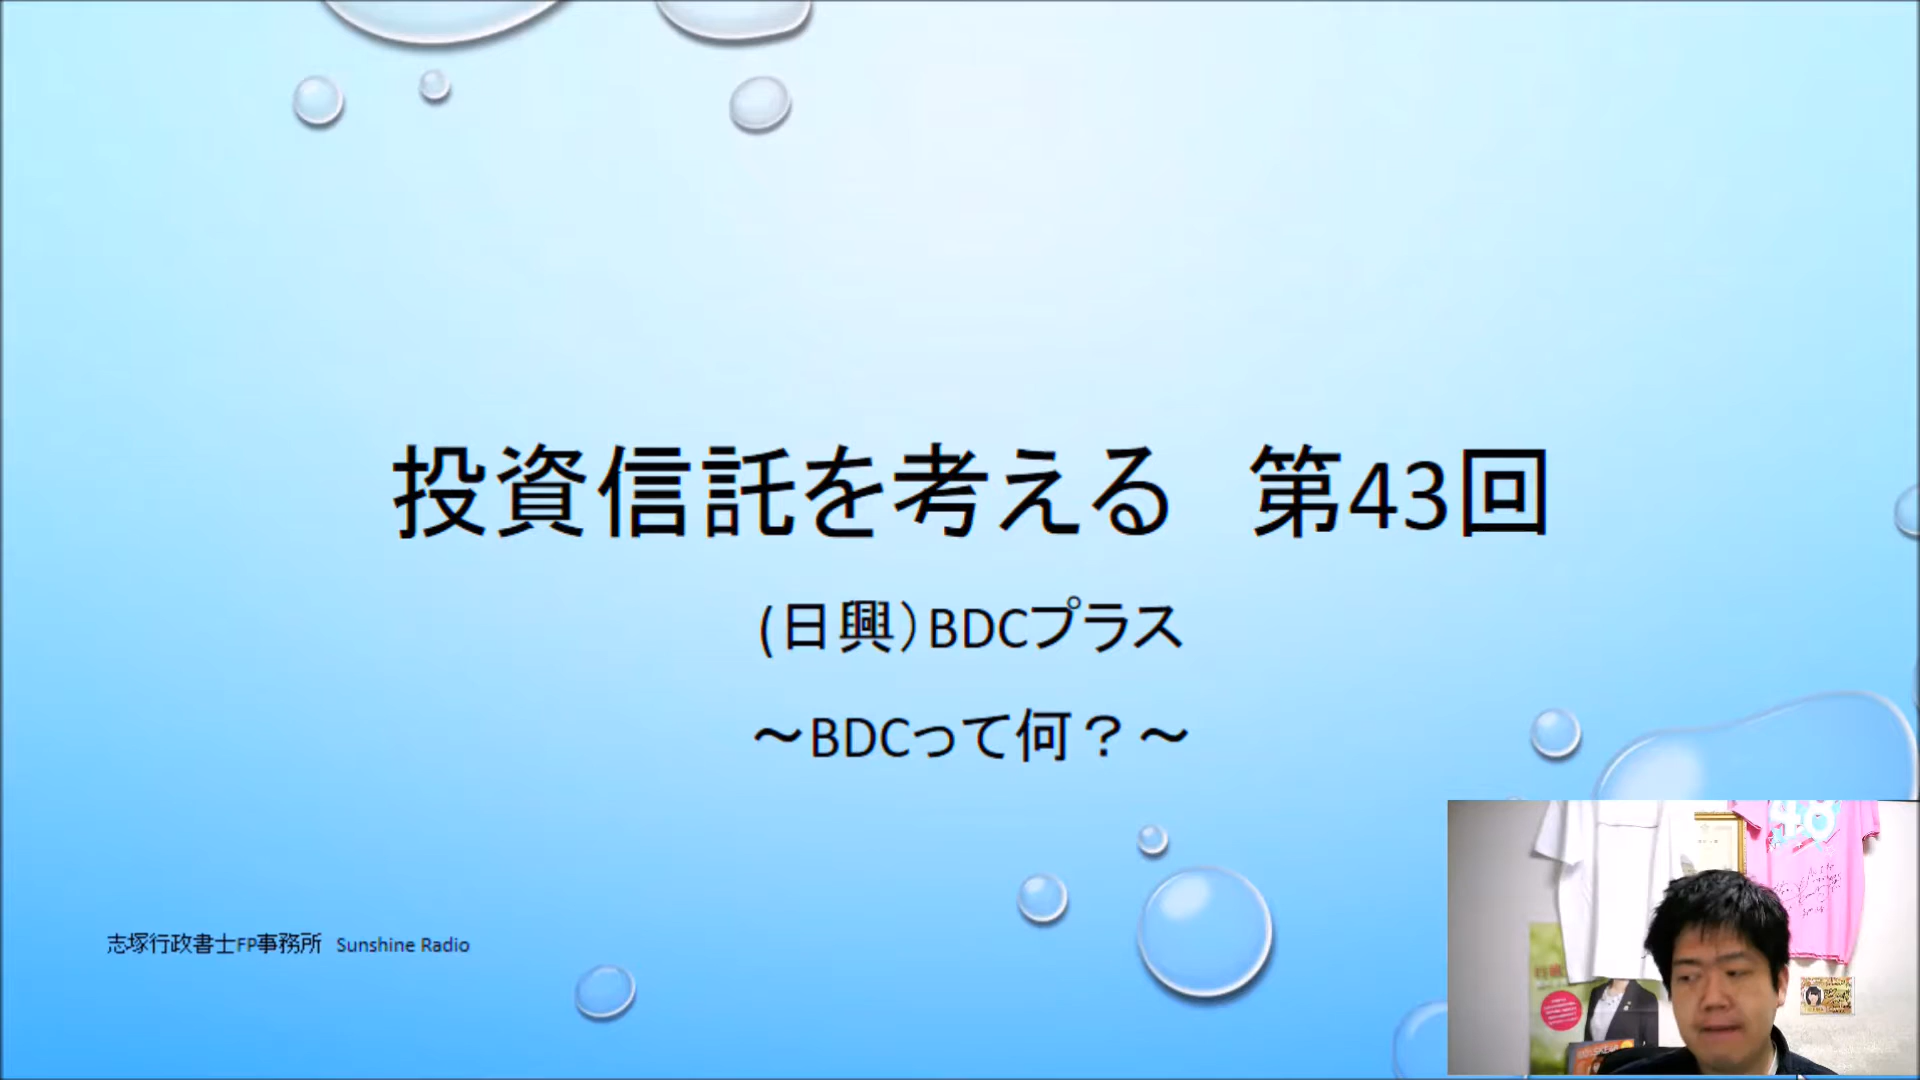 投資信託を考える　第43回
(日興）BDCプラス
～BDCって何？～
志塚行政書士FP事務所　Sunshine Radio